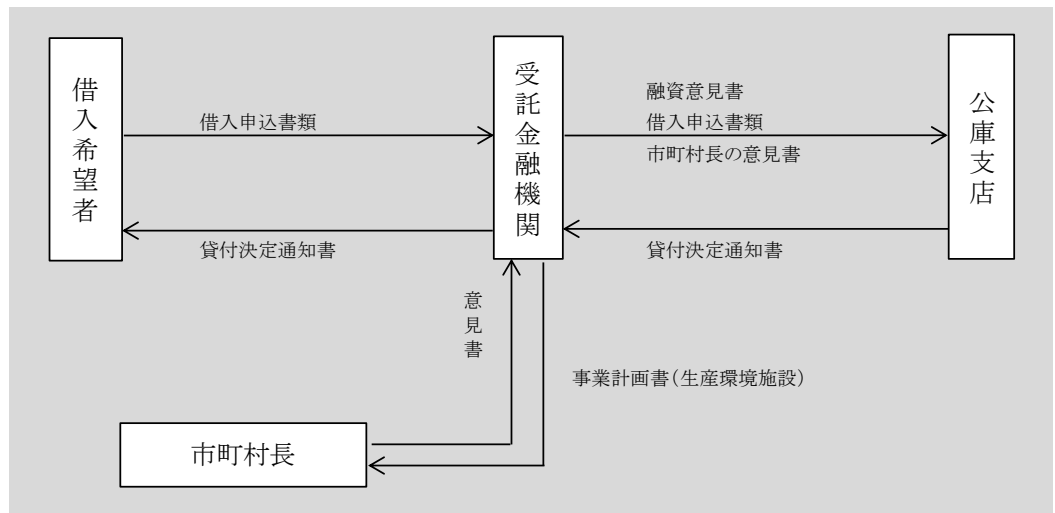 借入希望者
借入申込書類
貸付決定通知書
受託金融機関
融資意見書
借入申込書類
市町村長の意見書
貸付決定通知書
公庫支店
意見書
事業計画書(生産環境施設)
市町村長